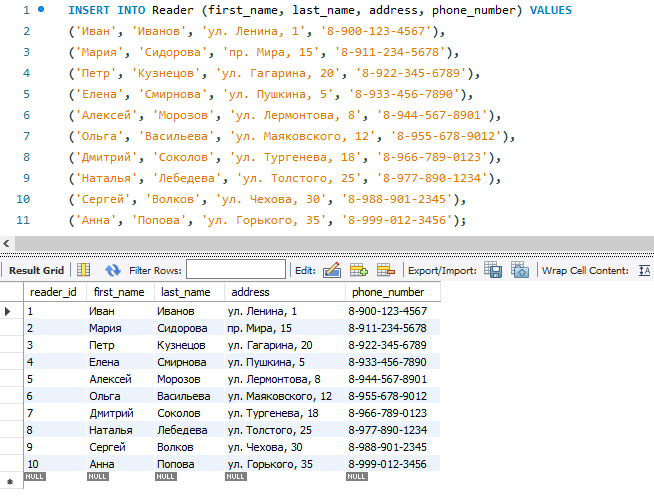 1 INSERT INTO Reader (first_name, last_name, address, phone_number) VALUES
2 ('Иван', 'Иванов', 'ул. Ленина, 1', '8-900-123-4567'),
3 ('Мария', 'Сидорова', 'пр. Мира, 15', '8-911-234-5678'),
4 ('Петр', 'Кузнецов', 'ул. Гагарина, 20', '8-922-345-6789'),
5 ('Елена', 'Смирнова', 'ул. Пушкина, 5', '8-933-456-7890'),
6 ('Алексей', 'Морозов', 'ул. Лермонтова, 8', '8-944-567-8901'),
7 ('Ольга', 'Васильева', 'ул. Маяковского, 12', '8-955-678-9012'),
8 ('Дмитрий', 'Соколов', 'ул. Тургенева, 18', '8-966-789-0123'),
9 ('Наталья', 'Лебедева', 'ул. Толстого, 25', '8-977-890-1234'),
10 ('Сергей', 'Волков', 'ул. Чехова, 30', '8-988-901-2345'),
11 ('Анна', 'Попова', 'ул. Горького, 35', '8-999-012-3456');
Result Grid Filter Rows: Edit: Export/Import: Wrap Cell Content:
reader_id first_name last_name address phone_number
1 Иван Иванов ул. Ленина, 1 8-900-123-4567
2 Мария Сидорова пр. Мира, 15 8-911-234-5678
3 Петр Кузнецов ул. Гагарина, 20 8-922-345-6789
4 Елена Смирнова ул. Пушкина, 5 8-933-456-7890
5 Алексей Морозов ул. Лермонтова, 8 8-944-567-8901
6 Ольга Васильева ул. Маяковского, 12 8-955-678-9012
7 Дмитрий Соколов ул. Тургенева, 18 8-966-789-0123
8 Наталья Лебедева ул. Толстого, 25 8-977-890-1234
9 Сергей Волков ул. Чехова, 30 8-988-901-2345
10 Анна Попова ул. Горького, 35 8-999-012-3456
NULL NULL NULL NULL NULL